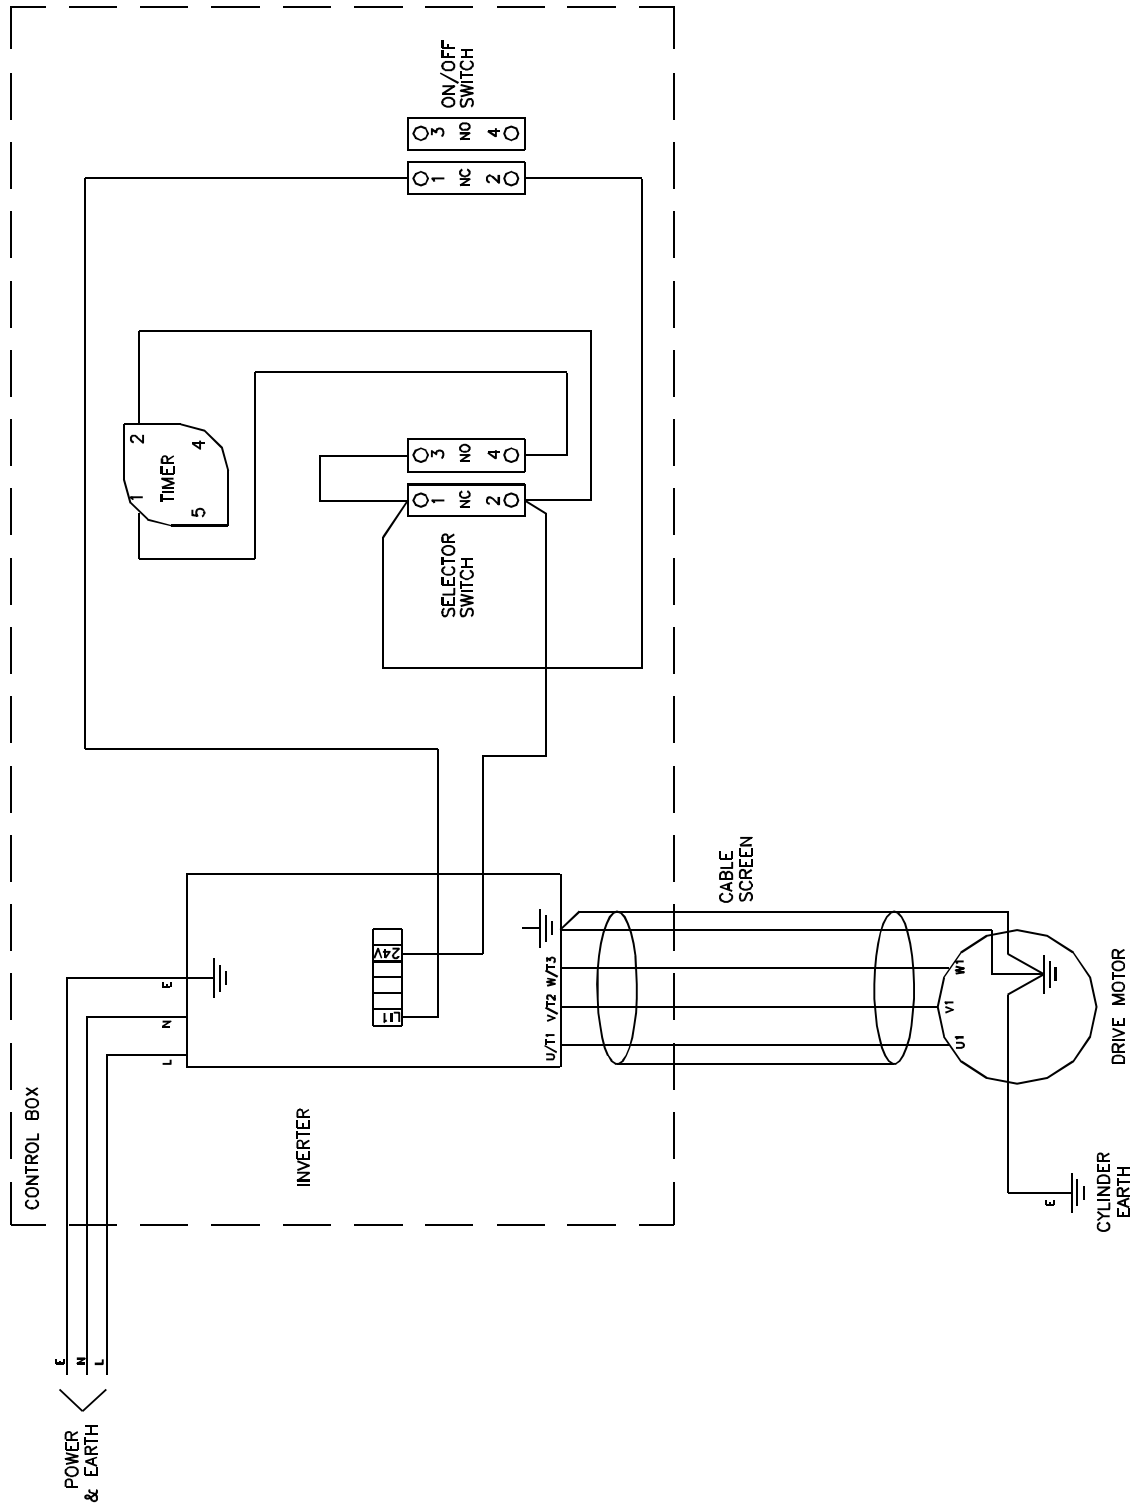 ON/OFF
SWITCH
3 NO 4
1 NC 2
2
4
TIMER
1
5
3 NO 4
1 NC 2
SELECTOR
SWITCH
CABLE
SCREEN
24V
W/T3
V/T2
U/T1
E
N
L
W1
V1
U1
DRIVE MOTOR
CONTROL BOX
INVERTER
CYLINDER
EARTH
E
E
N
L
POWER
& EARTH